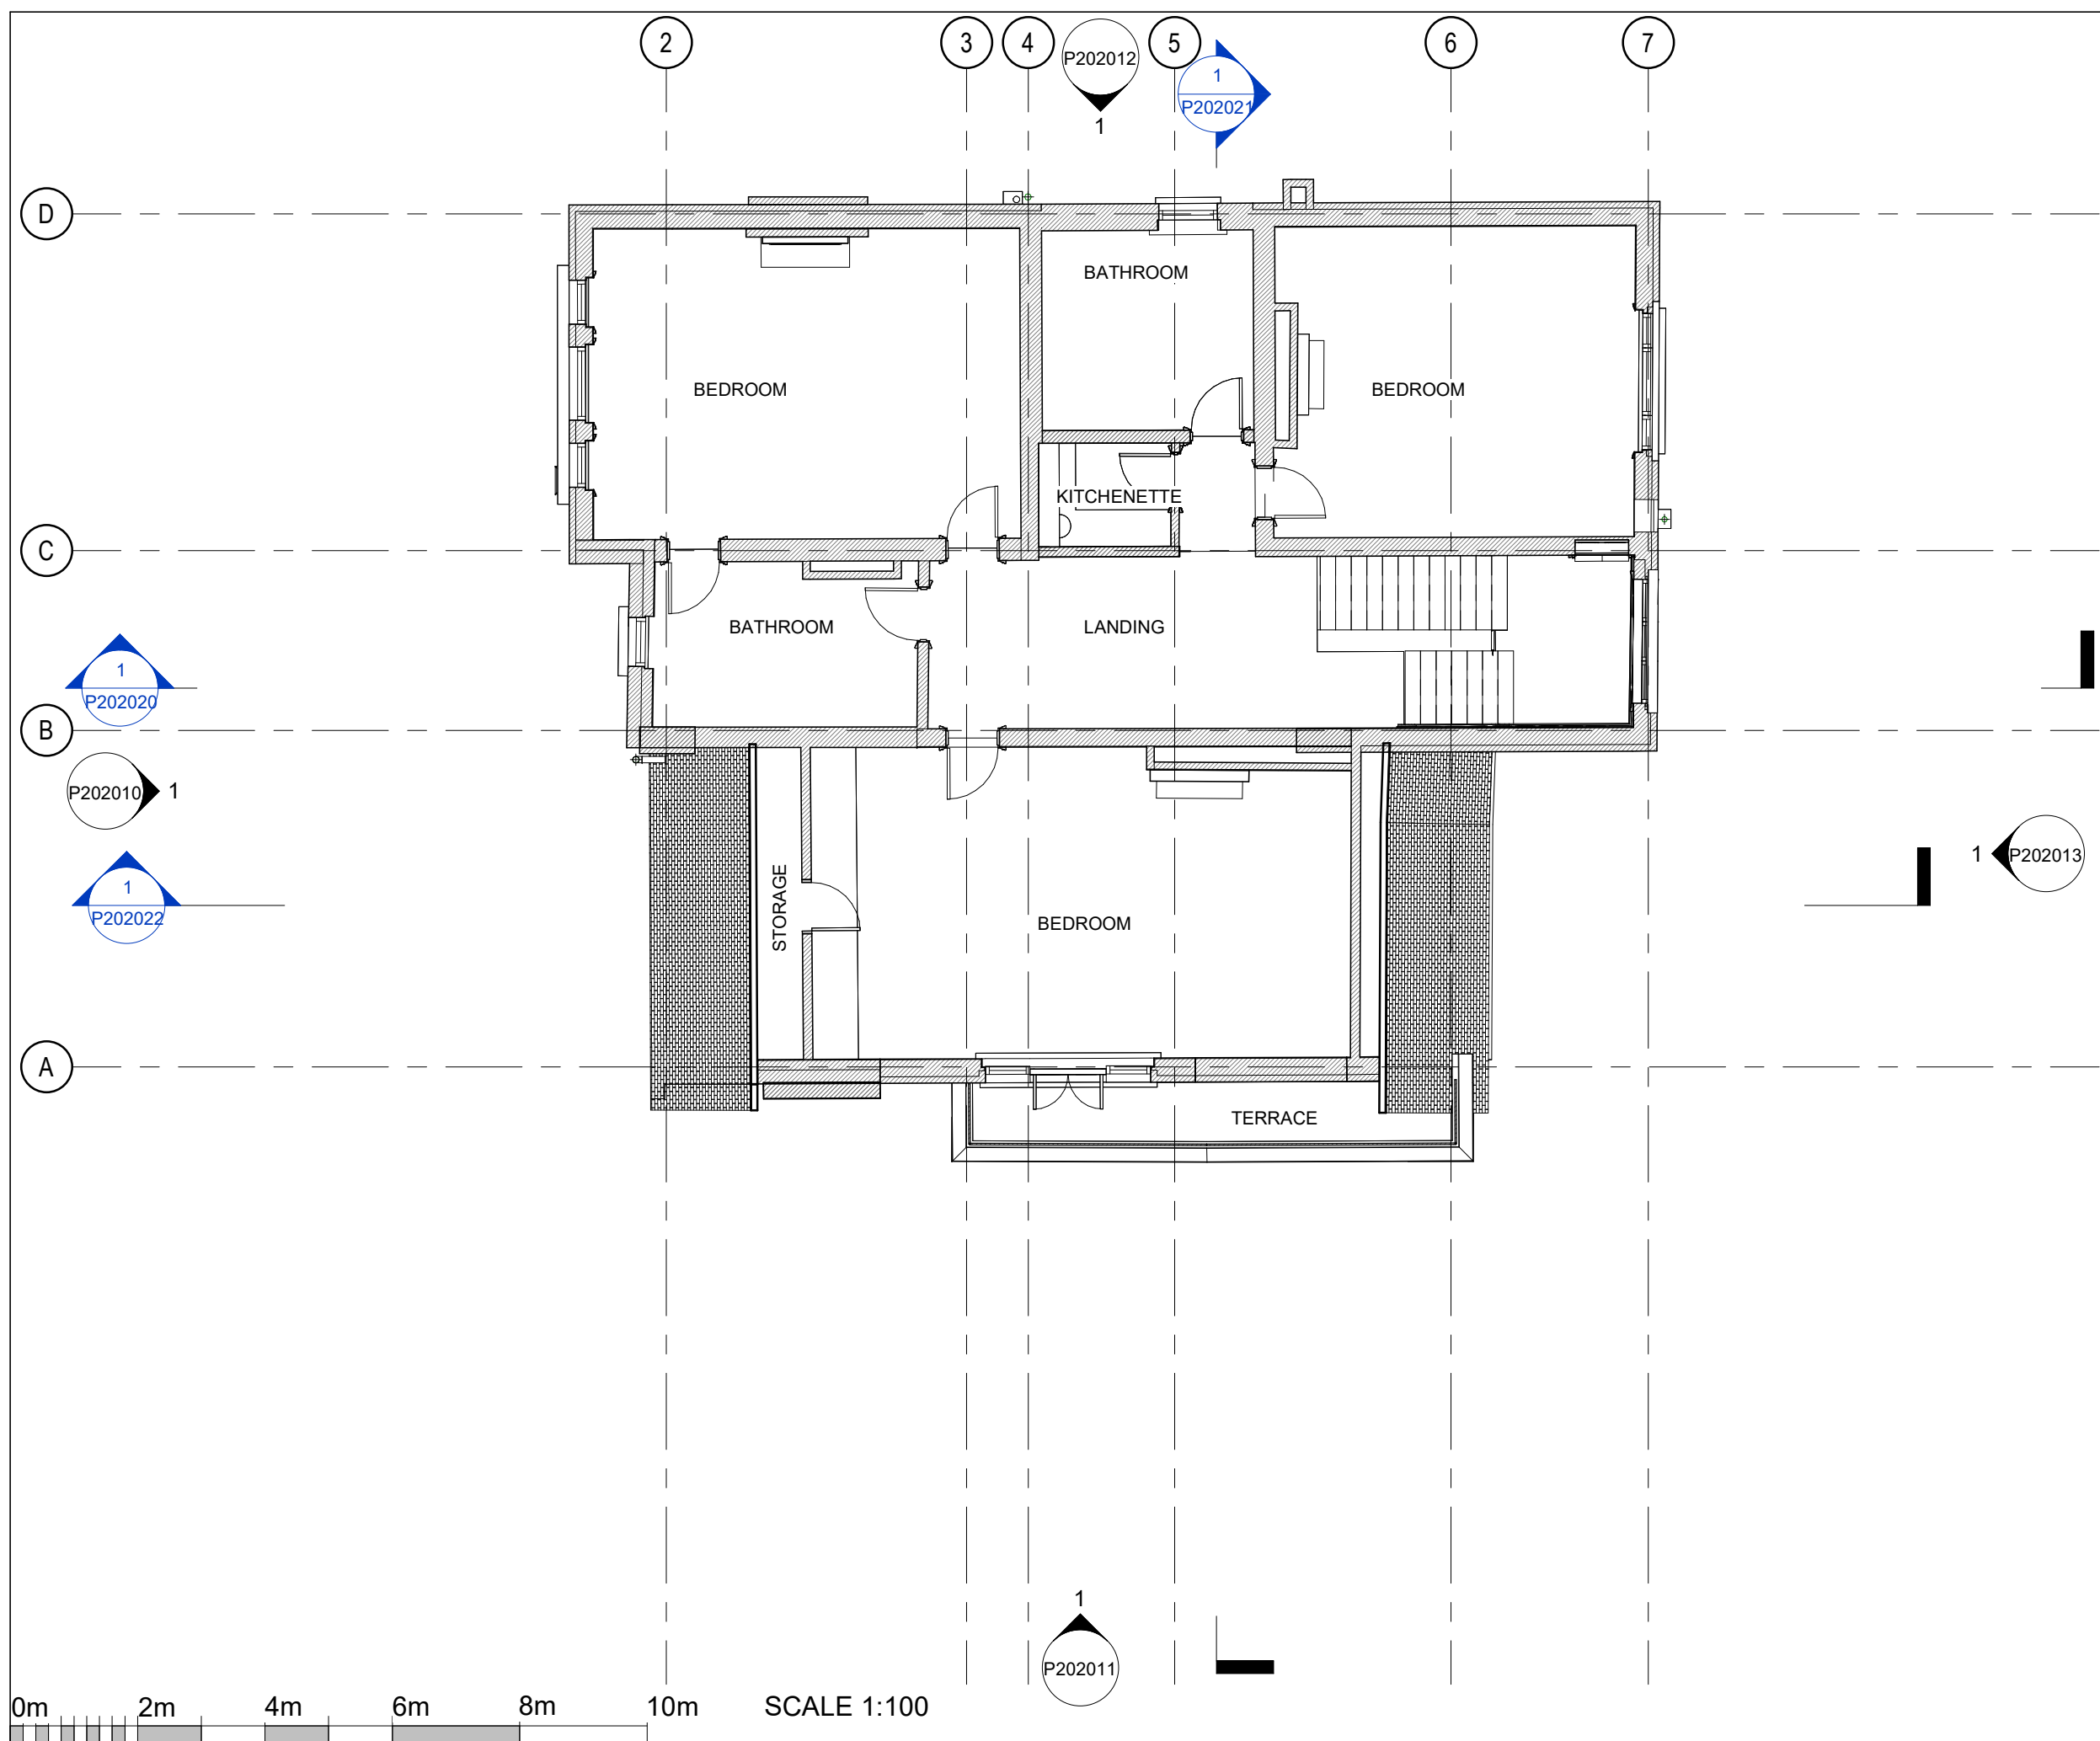 2
3
4
5
6
7
P202012
1
1
P202021
D
BATHROOM
BEDROOM
BEDROOM
KITCHENETTE
C
BATHROOM
LANDING
1
P202020
B
P202010
1
1
P202013
1
P202022
STORAGE
BEDROOM
A
TERRACE
1
P202011
0m
2m
4m
6m
8m
10m
SCALE 1:100